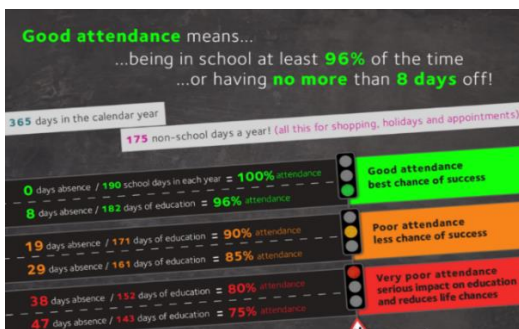 Good attendance means...
...being in school at least 96% of the time
...or having no more than 8 days off!
365 days in the calendar year
175 non-school days a year! (all this for shopping, holidays and appointments)
0 days absence / 190 school days in each year = 100% attendance
8 days absence / 182 days of education = 96% attendance
Good attendance
best chance of success
19 days absence / 171 days of education = 90% attendance
29 days absence / 161 days of education = 85% attendance
Poor attendance
less chance of success
38 days absence / 152 days of education = 80% attendance
47 days absence / 143 days of education = 75% attendance
Very poor attendance
serious impact on education
and reduces life chances